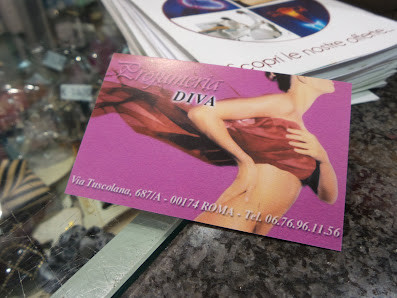 Scopri le nostre offerte...
Profumeria
DIVA
Via Tuscolana, 687/A - 00174 ROMA - Tel. 06.76.96.11.56